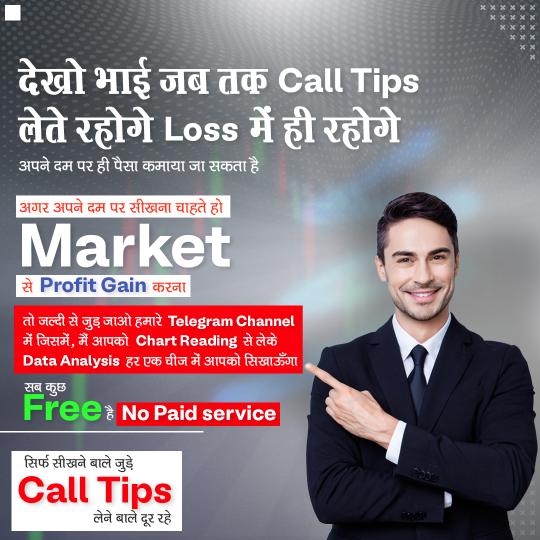 देखो भाई जब तक Call Tips
लेते रहोगे Loss में ही रहोगे
अपने दम पर ही पैसा कमाया जा सकता है
अगर अपने दम पर सीखना चाहते हो
Market
से Profit Gain करना
तो जल्दी से जुड़ जाओ हमारे Telegram Channel
में जिसमें, मैं आपको Chart Reading से लेके
Data Analysis हर एक चीज में आपको सिखाऊँगा
सब कुछ
Free है No Paid service
सिर्फ सीखने बाले जुड़े
Call Tips
लेने बाले दूर रहे